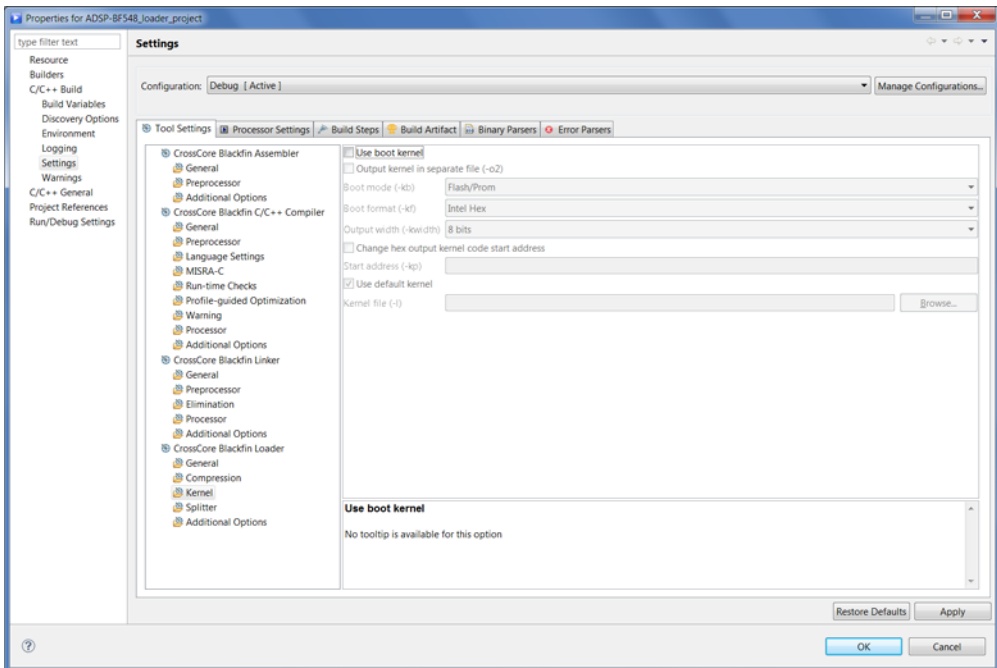 Properties for ADSP-BF548_loader_project
type filter text
Resource
Builders
C/C++ Build
Build Variables
Discovery Options
Environment
Logging
Settings
Warnings
C/C++ General
Project References
Run/Debug Settings
Settings
Configuration: Debug [ Active ]
Manage Configurations...
Tool Settings Processor Settings Build Steps Build Artifact Binary Parsers Error Parsers
CrossCore Blackfin Assembler
General
Preprocessor
Additional Options
CrossCore Blackfin C/C++ Compiler
General
Preprocessor
Language Settings
MISRA-C
Run-time Checks
Profile-guided Optimization
Warning
Processor
Additional Options
CrossCore Blackfin Linker
General
Preprocessor
Elimination
Processor
Additional Options
CrossCore Blackfin Loader
General
Compression
Kernel
Splitter
Additional Options
Use boot kernel
Output kernel in separate file (-o2)
Boot mode (-kb) Flash/Prom
Boot format (-kf) Intel Hex
Output width (-kwidth) 8 bits
Change hex output kernel code start address
Start address (-kp)
Use default kernel
Kernel file (-l) Browse...
Use boot kernel
No tooltip is available for this option
Restore Defaults Apply
OK Cancel